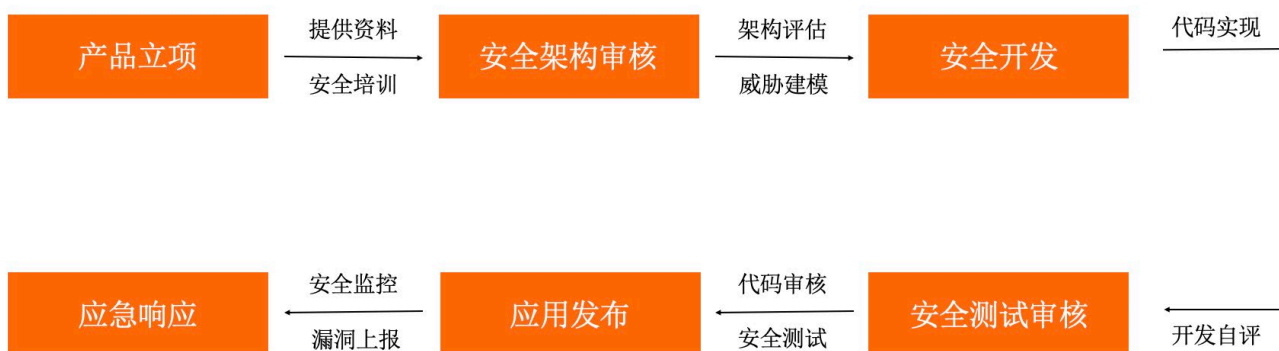 产品立项
提供资料
安全培训
安全架构审核
架构评估
威胁建模
安全开发
代码实现
开发自评
安全测试审核
代码审核
安全测试
应用发布
安全监控
漏洞上报
应急响应